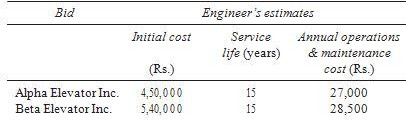 Bid Engineer's estimates
Initial cost Service Annual operations
life (years) & maintenance
(Rs.) cost (Rs.)
Alpha Elevator Inc. 4,50,000 15 27,000
Beta Elevator Inc. 5,40,000 15 28,500